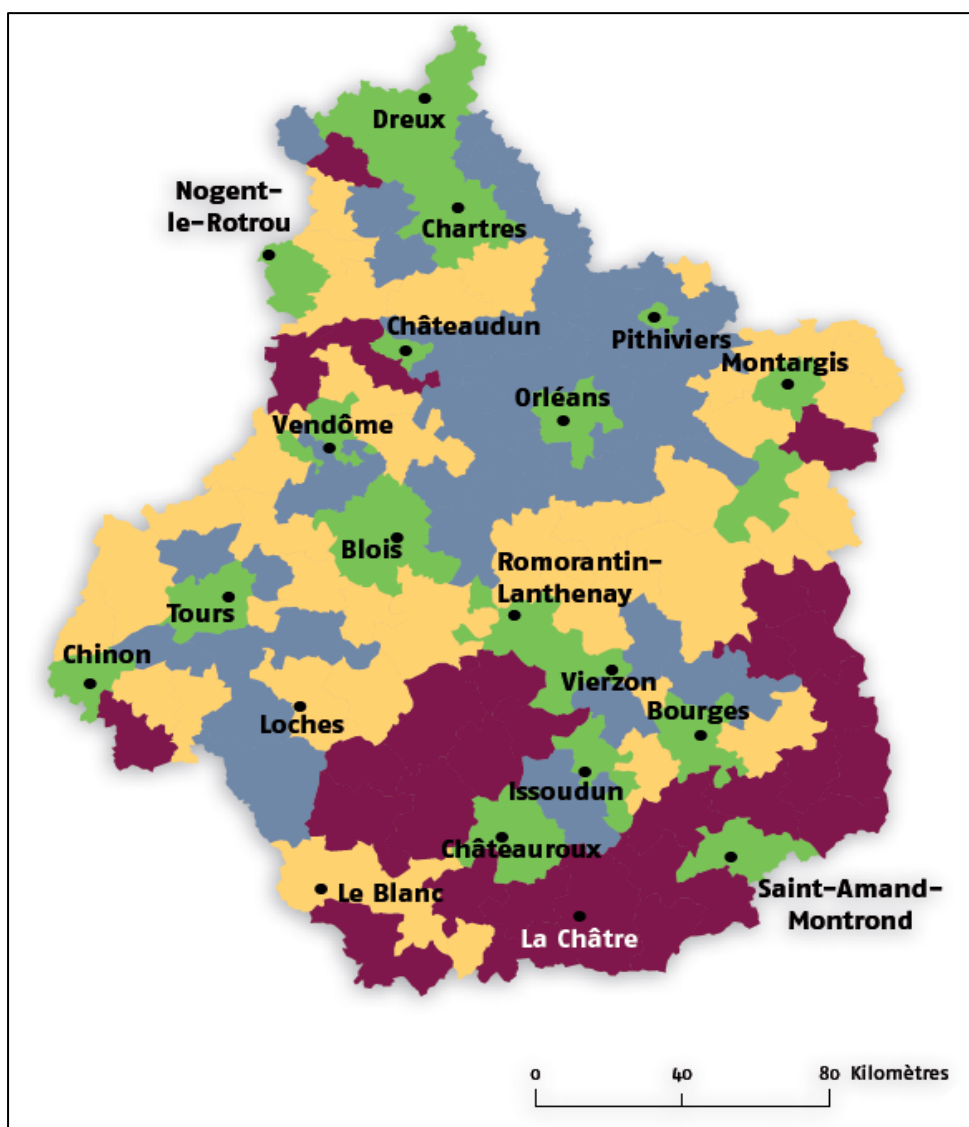 Dreux
Nogent-
le-Rotrou
Chartres
Châteaudun
Pithiviers
Montargis
Orléans
Vendôme
Blois
Romorantin-
Lanthenay
Tours
Chinon
Vierzon
Loches
Bourges
Issoudun
Châteauroux
Le Blanc
Saint-Amand-
Montrond
La Châtre
0 40 80 Kilomètres